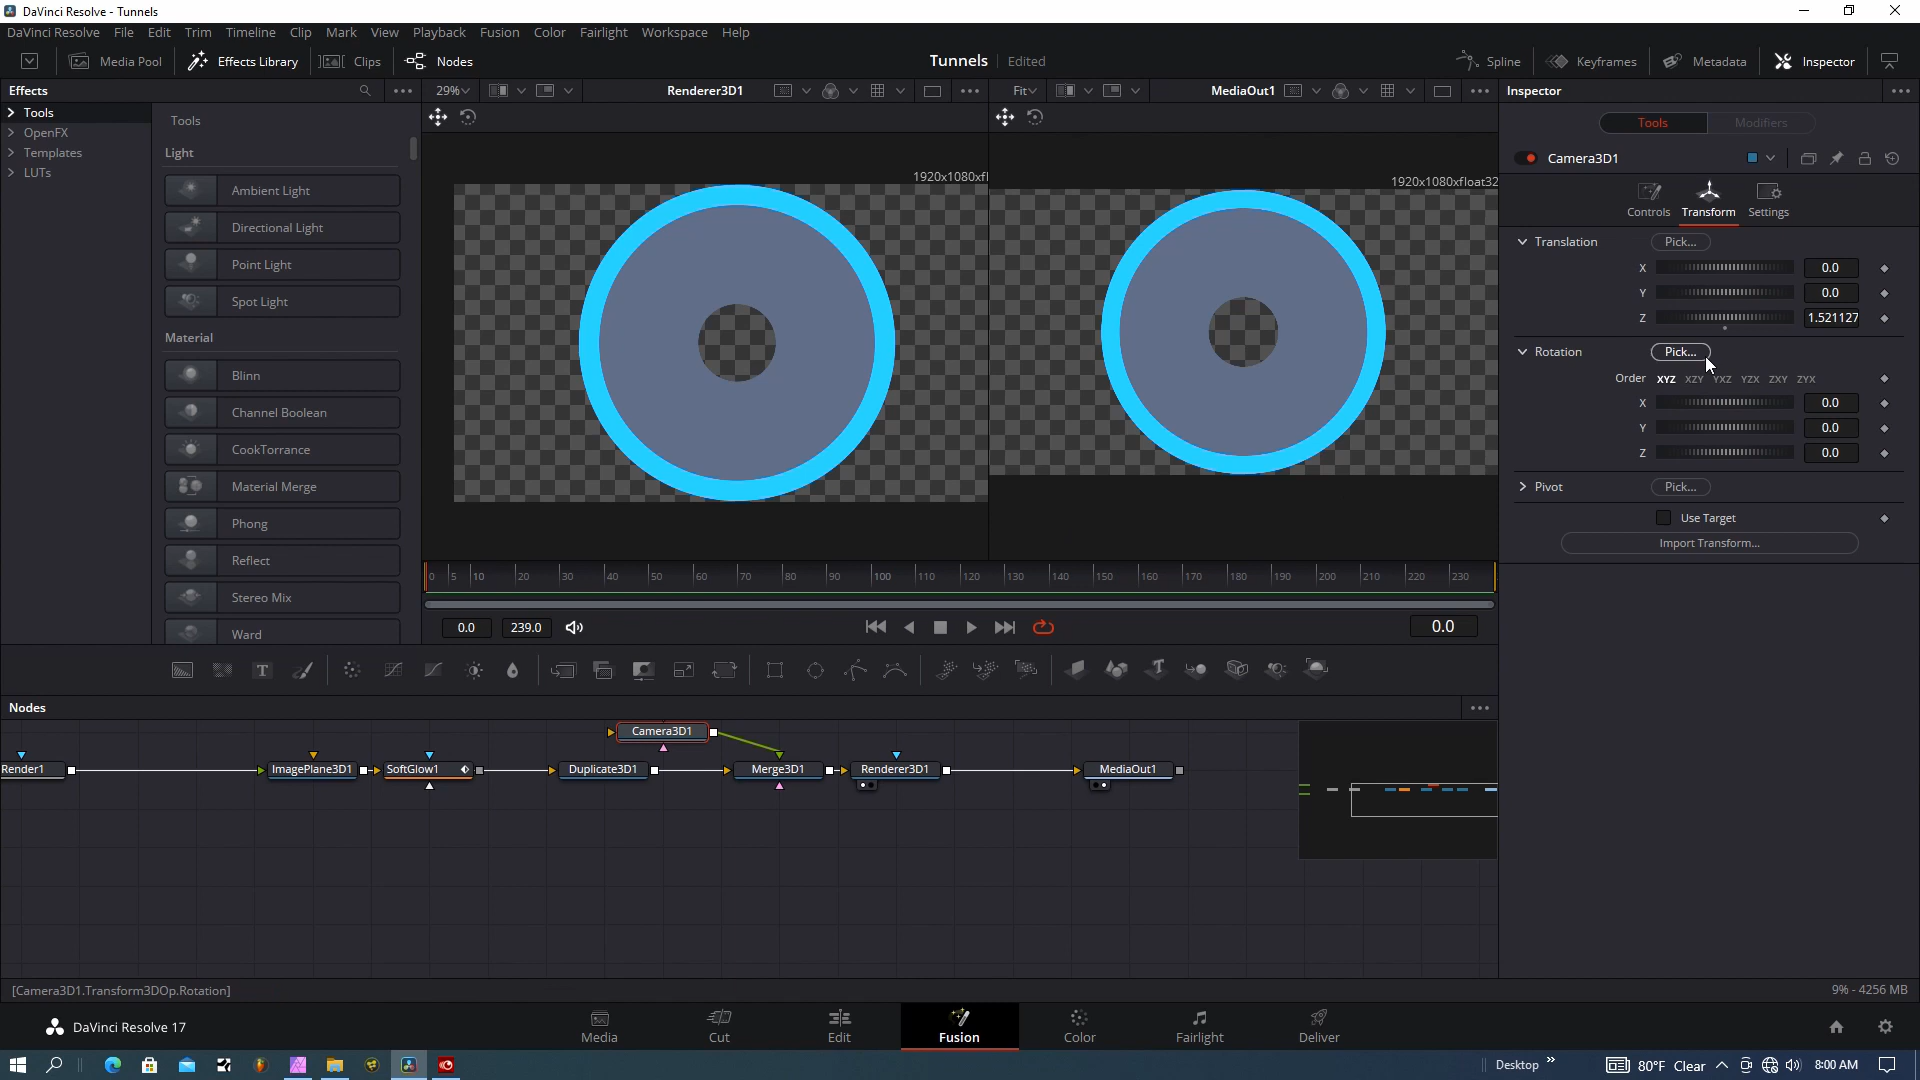 DaVinci Resolve - Tunnels
DaVinci Resolve File Edit Trim Timeline Clip Mark View Playback Fusion Color Fairlight Workspace Help
Media Pool Effects Library Clips Nodes Tunnels Edited Spline Keyframes Metadata Inspector
Effects 29% Renderer3D1 Fit MediaOut1 Inspector
Tools
OpenFX
Templates
LUTs
Tools
Light
Ambient Light
Directional Light
Point Light
Spot Light
Material
Blinn
Channel Boolean
CookTorrance
Material Merge
Phong
Reflect
Stereo Mix
Ward
1920x1080xfl
1920x1080xfloat32
Tools Modifiers
Camera3D1
Controls Transform Settings
Translation Pick...
X 0.0
Y 0.0
Z 1.521127
Rotation Pick...
Order XYZ XZY YXZ YZX ZXY ZYX
X 0.0
Y 0.0
Z 0.0
Pivot Pick...
Use Target
Import Transform...
0 5 10 20 30 40 50 60 70 80 90 100 110 120 130 140 150 160 170 180 190 200 210 220 230
0.0 239.0 0.0
T T
Nodes
Camera3D1
Render1 ImagePlane3D1 SoftGlow1 Duplicate3D1 Merge3D1 Renderer3D1 MediaOut1
[Camera3D1.Transform3DOp.Rotation] 9% - 4256 MB
DaVinci Resolve 17 Media Cut Edit Fusion Color Fairlight Deliver
Desktop 80°F Clear 8:00 AM